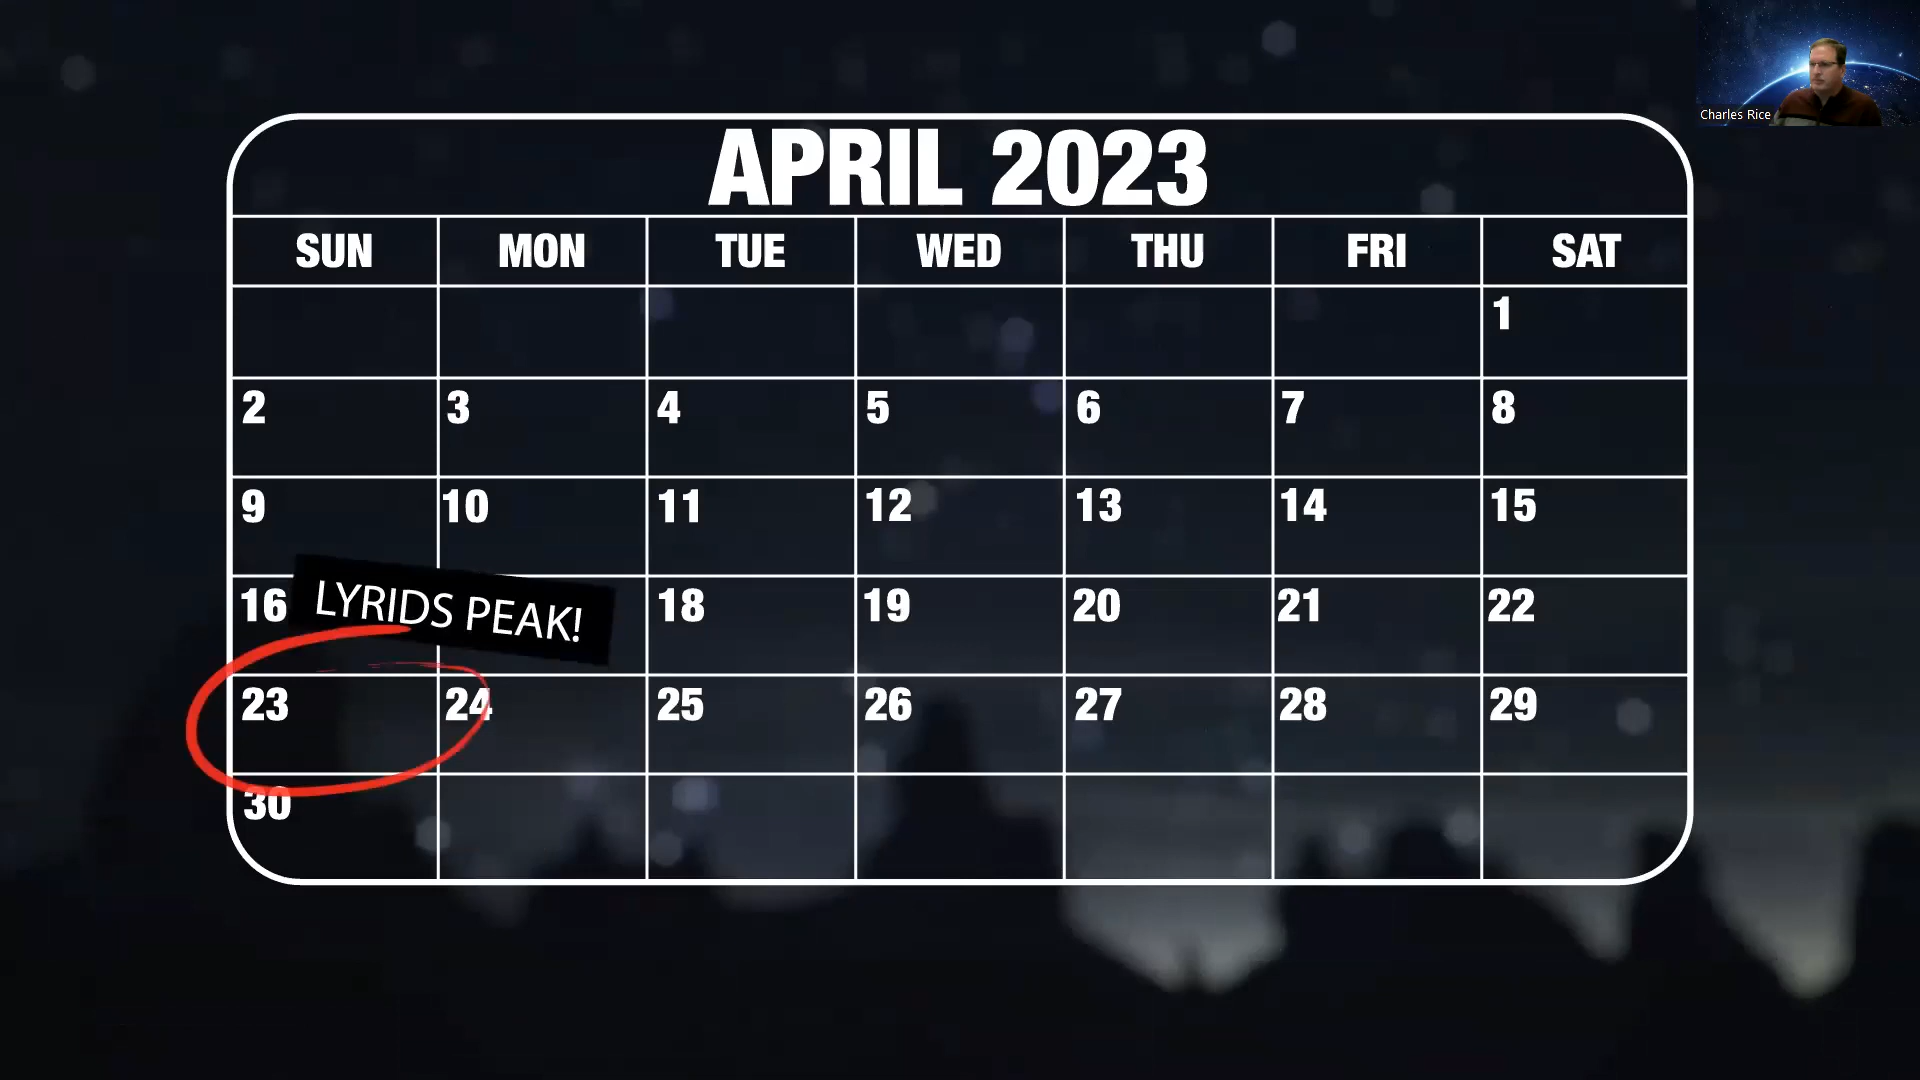 Charles Rice
APRIL 2023
SUN MON TUE WED THU FRI SAT
1
2 3 4 5 6 7 8
9 10 11 12 13 14 15
LYRIDS PEAK!
16 18 19 20 21 22
23 24 25 26 27 28 29
30